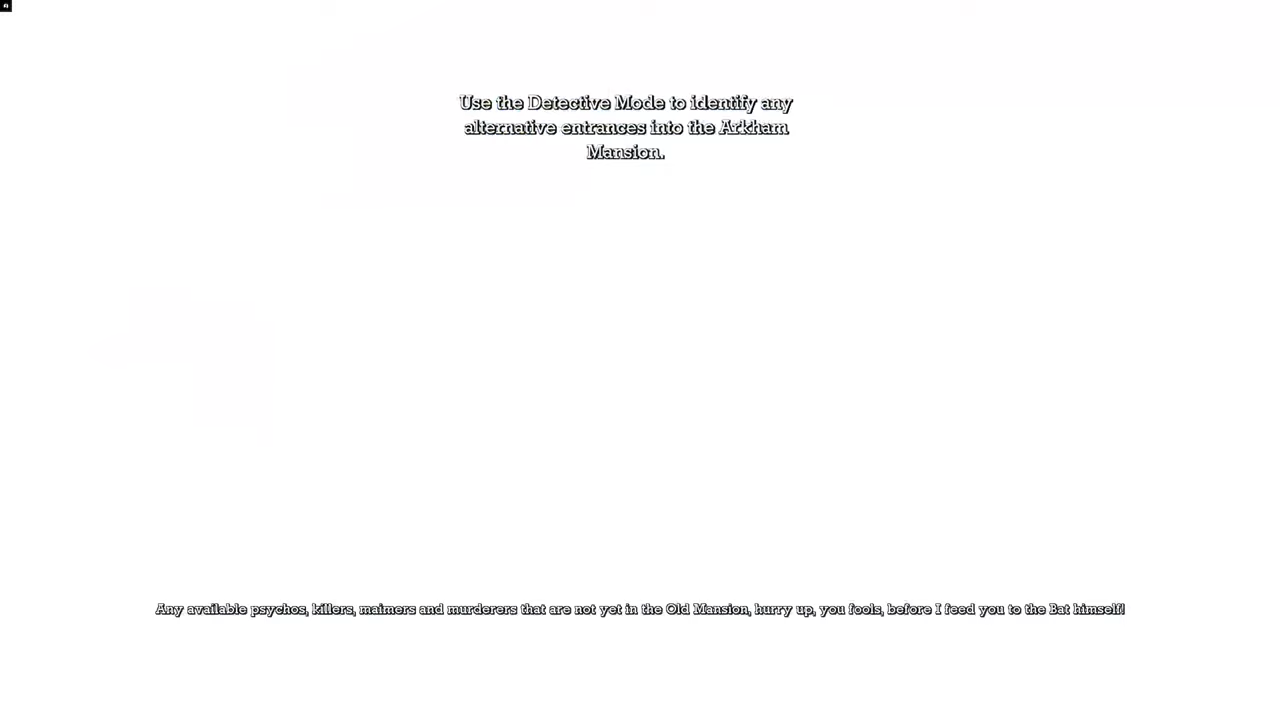 Use the Detective Mode to identify any
alternative entrances into the Arkham
Mansion.
Any available psychos, killers, maimers and murderers that are not yet in the Old Mansion, hurry up, you fools, before I feed you to the Bat himself!